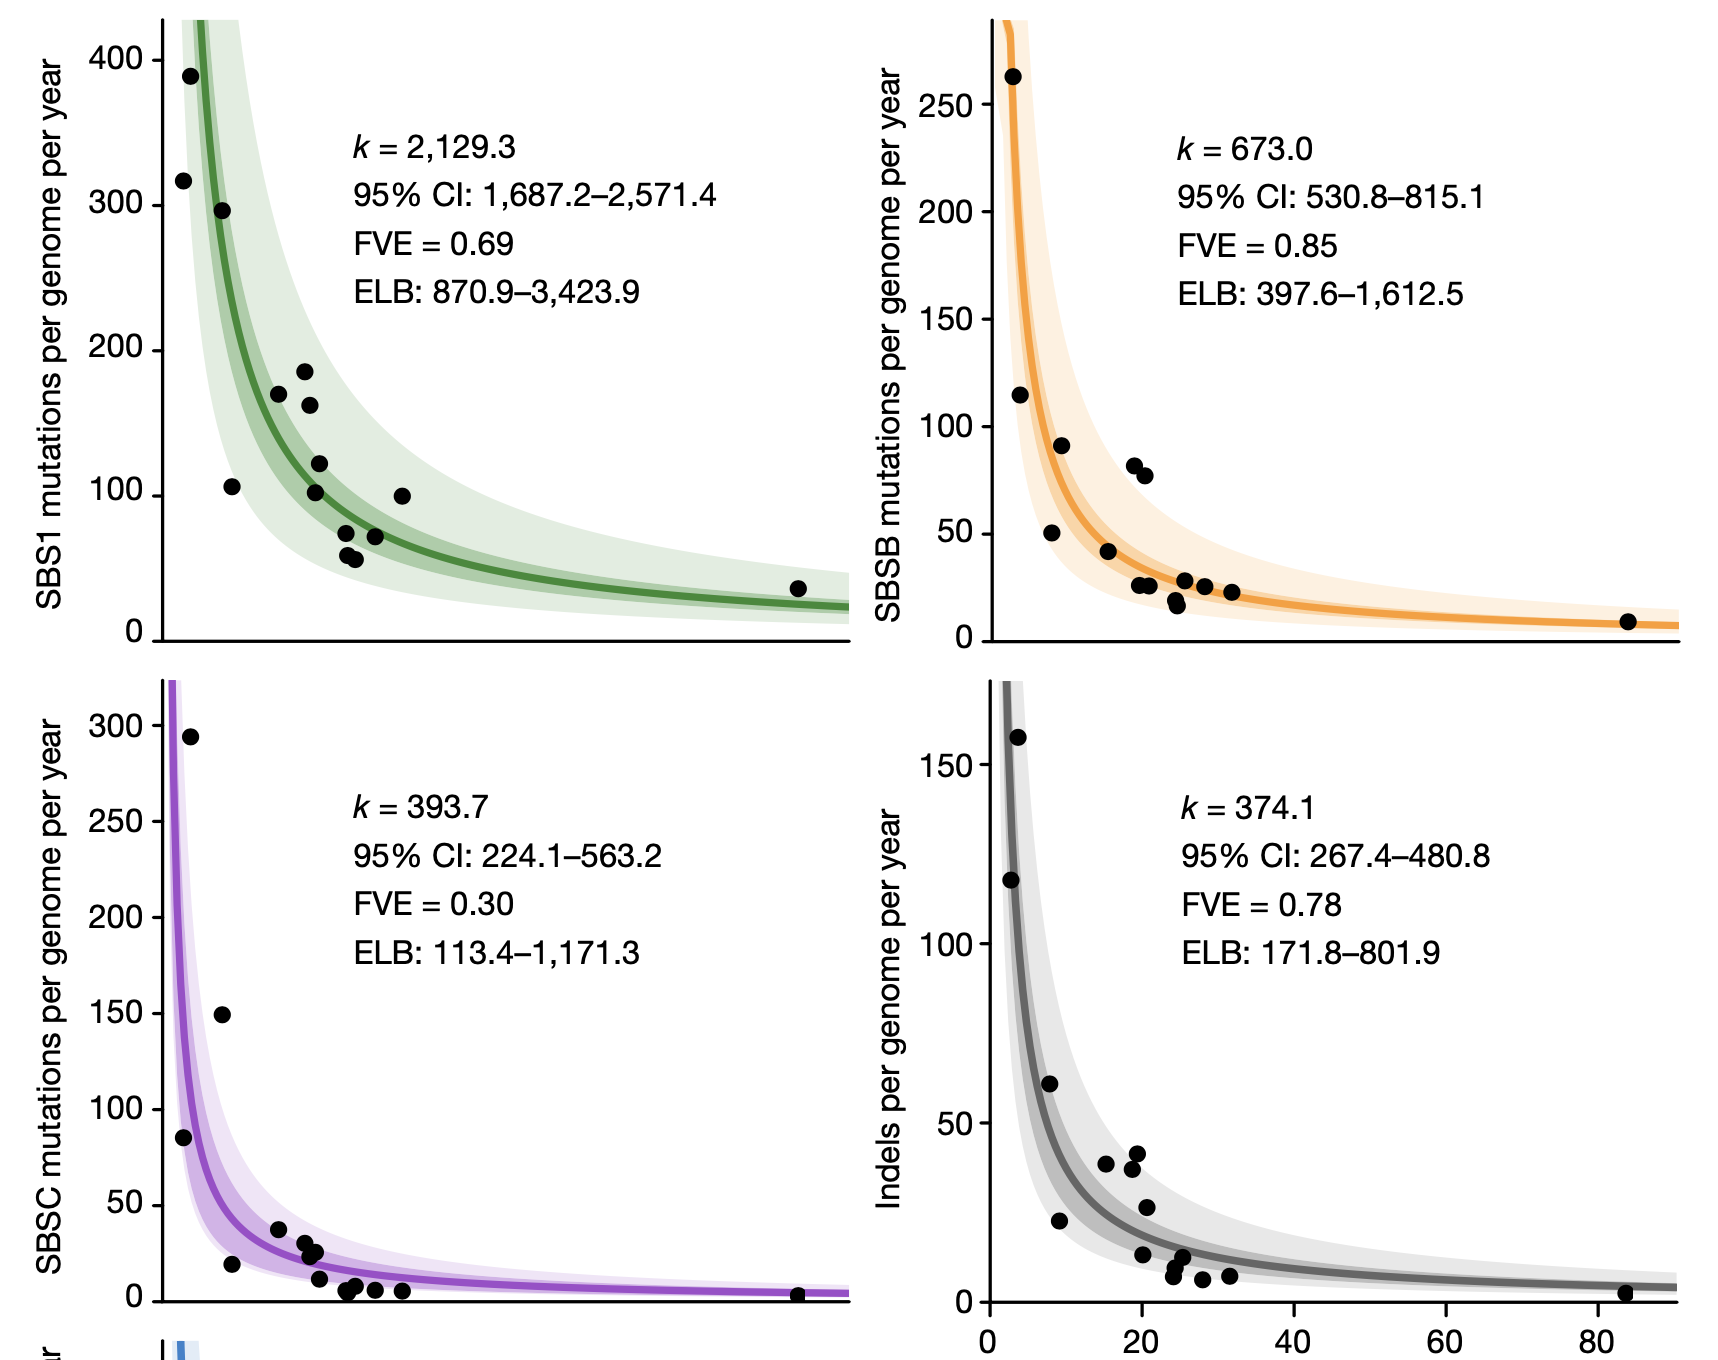 SBS1 mutations per genome per year
400
300
200
100
0
k = 2,129.3
95% CI: 1,687.2–2,571.4
FVE = 0.69
ELB: 870.9–3,423.9
SBSB mutations per genome per year
250
200
150
100
50
0
k = 673.0
95% CI: 530.8–815.1
FVE = 0.85
ELB: 397.6–1,612.5
SBSC mutations per genome per year
300
250
200
150
100
50
0
k = 393.7
95% CI: 224.1–563.2
FVE = 0.30
ELB: 113.4–1,171.3
Indels per genome per year
150
100
50
0
k = 374.1
95% CI: 267.4–480.8
FVE = 0.78
ELB: 171.8–801.9
0 20 40 60 80